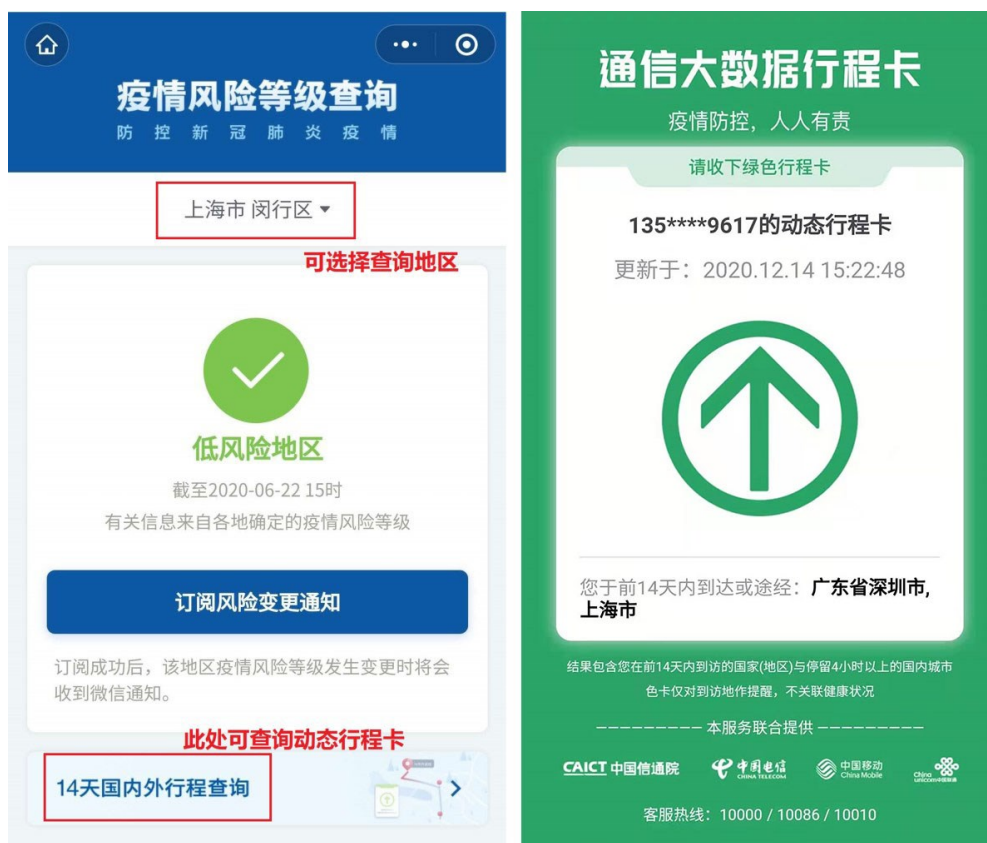 疫情风险等级查询
防控新冠肺炎疫情
上海市 闵行区
可选择查询地区
低风险地区
截至2020-06-22 15时
有关信息来自各地确定的疫情风险等级
订阅风险变更通知
订阅成功后，该地区疫情风险等级发生变更时将会
收到微信通知。
此处可查询动态行程卡
14天国内外行程查询
通信大数据行程卡
疫情防控，人人有责
请收下绿色行程卡
135****9617的动态行程卡
更新于：2020.12.14 15:22:48
您于前14天内到达或途经：广东省深圳市,
上海市
结果包含您在前14天内到访的国家(地区)与停留4小时以上的国内城市
色卡仅对到访地作提醒，不关联健康状况
本服务联合提供
CAICT 中国信通院
中国电信
CHINA TELECOM
中国移动
China Mobile
China
unicom中国联通
客服热线：10000 / 10086 / 10010